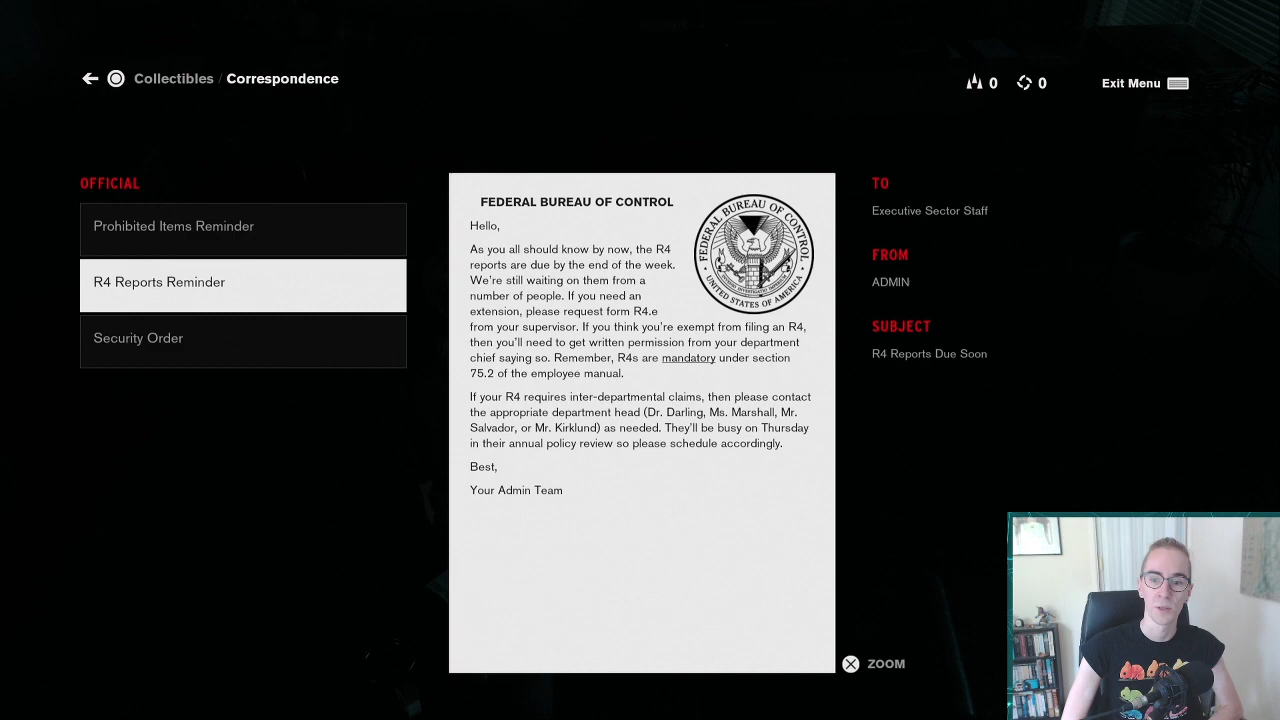 Collectibles / Correspondence
0
0
Exit Menu
OFFICIAL
Prohibited Items Reminder
R4 Reports Reminder
Security Order
FEDERAL BUREAU OF CONTROL
Hello,
As you all should know by now, the R4
reports are due by the end of the week.
We're still waiting on them from a
number of people. If you need an
extension, please request form R4.e
from your supervisor. If you think you're exempt from filing an R4,
then you'll need to get written permission from your department
chief saying so. Remember, R4s are mandatory under section
75.2 of the employee manual.
If your R4 requires inter-departmental claims, then please contact
the appropriate department head (Dr. Darling, Ms. Marshall, Mr.
Salvador, or Mr. Kirklund) as needed. They'll be busy on Thursday
in their annual policy review so please schedule accordingly.
Best,
Your Admin Team
FEDERAL BUREAU OF CONTROL
UNITED STATES OF AMERICA
TO
Executive Sector Staff
FROM
ADMIN
SUBJECT
R4 Reports Due Soon
ZOOM